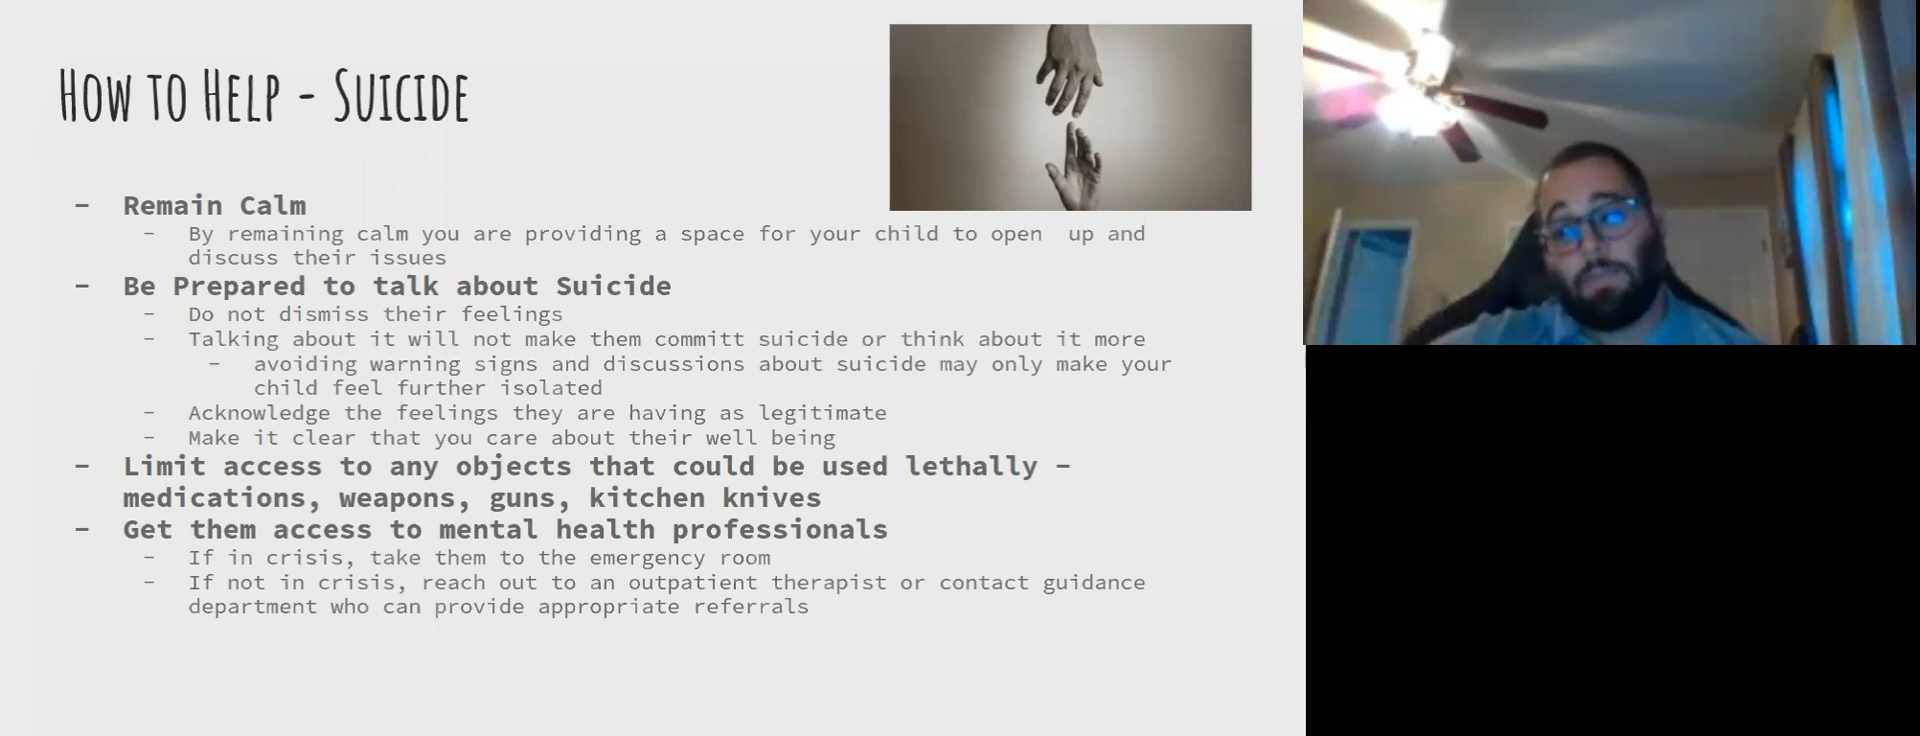 How to Help - Suicide
- Remain Calm
- By remaining calm you are providing a space for your child to open up and
discuss their issues
- Be Prepared to talk about Suicide
- Do not dismiss their feelings
- Talking about it will not make them committ suicide or think about it more
- avoiding warning signs and discussions about suicide may only make your
child feel further isolated
- Acknowledge the feelings they are having as legitimate
- Make it clear that you care about their well being
- Limit access to any objects that could be used lethally -
medications, weapons, guns, kitchen knives
- Get them access to mental health professionals
- If in crisis, take them to the emergency room
- If not in crisis, reach out to an outpatient therapist or contact guidance
department who can provide appropriate referrals